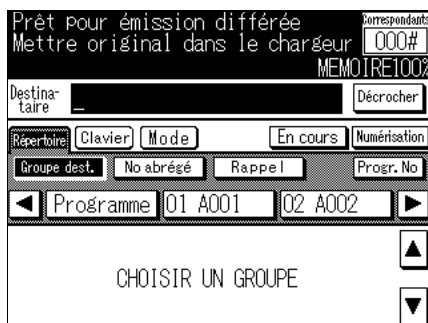 Prêt pour émission différée
Correspondants
Mettre original dans le chargeur 000#
MEMOIRE100%
Destina-
taire _ Décrocher
Répertoire Clavier Mode En cours Numérisation
Groupe dest. No abrégé Rappel Progr. No
Programme 01 A001 02 A002
CHOISIR UN GROUPE